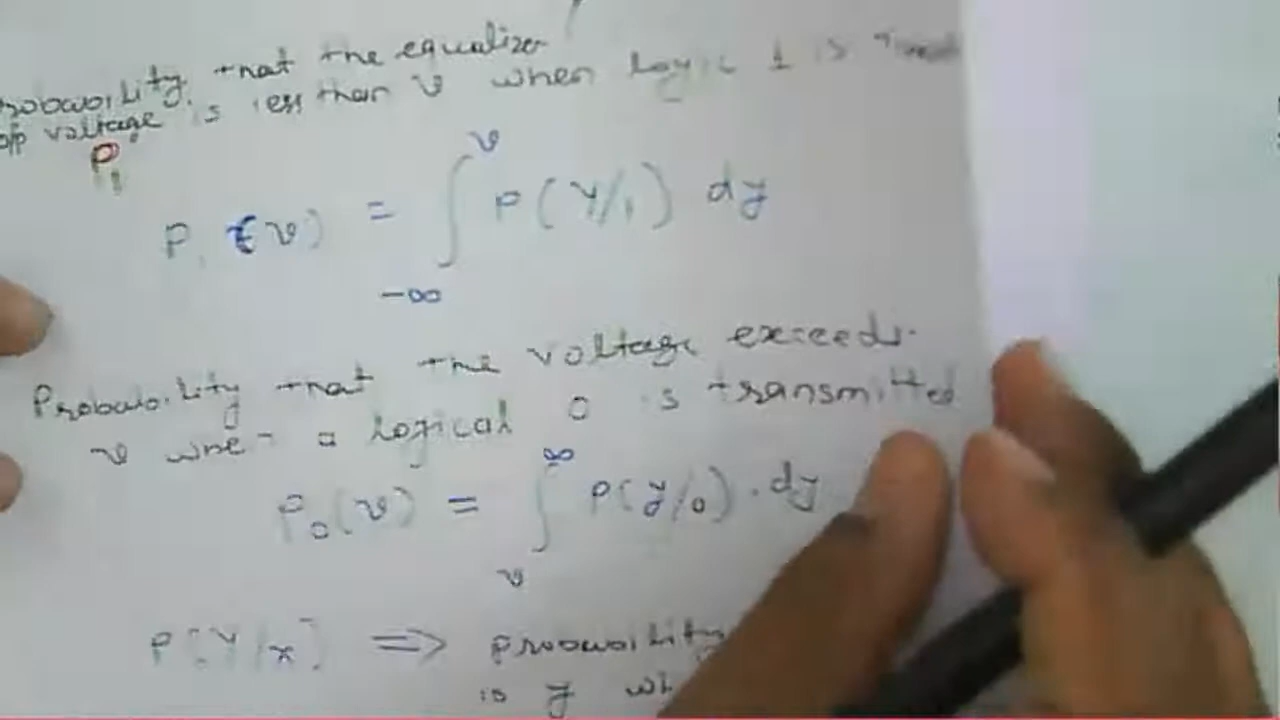 Probability that the equalizer
o/p voltage is less than v when logic 1 is
P1
P1 (v) = ∫ P(y/1) dy
v
-∞
Probability that the voltage exceeds
v when a logical 0 is transmitted
P0(v) = ∫ P(y/0) . dy
∞
v
P[y/x] ⇒ probability
is y